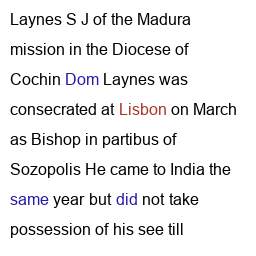 Laynes S J of the Madura
mission in the Diocese of
Cochin Dom Laynes was
consecrated at Lisbon on March
as Bishop in partibus of
Sozopolis He came to India the
same year but did not take
possession of his see till